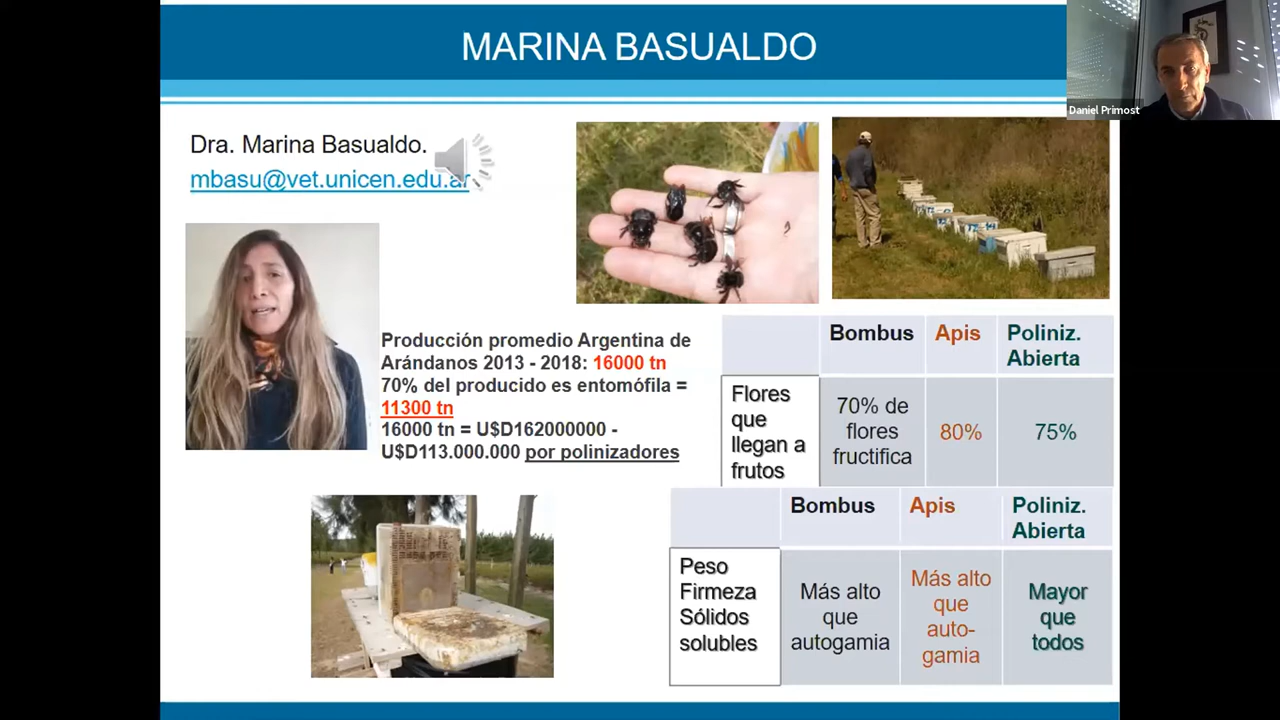 MARINA BASUALDO
Daniel Primost
Dra. Marina Basualdo.
mbasu@vet.unicen.edu.ar
Producción promedio Argentina de
Arándanos 2013 - 2018: 16000 tn
70% del producido es entomófila =
11300 tn
16000 tn = U$D162000000 -
U$D113.000.000 por polinizadores
Bombus Apis Poliniz.
Abierta
Flores
que
llegan a
frutos
70% de
flores
fructifica
80%
75%
Bombus Apis Poliniz.
Abierta
Peso
Firmeza
Sólidos
solubles
Más alto
que
autogamia
Más alto
que
auto-
gamia
Mayor
que
todos